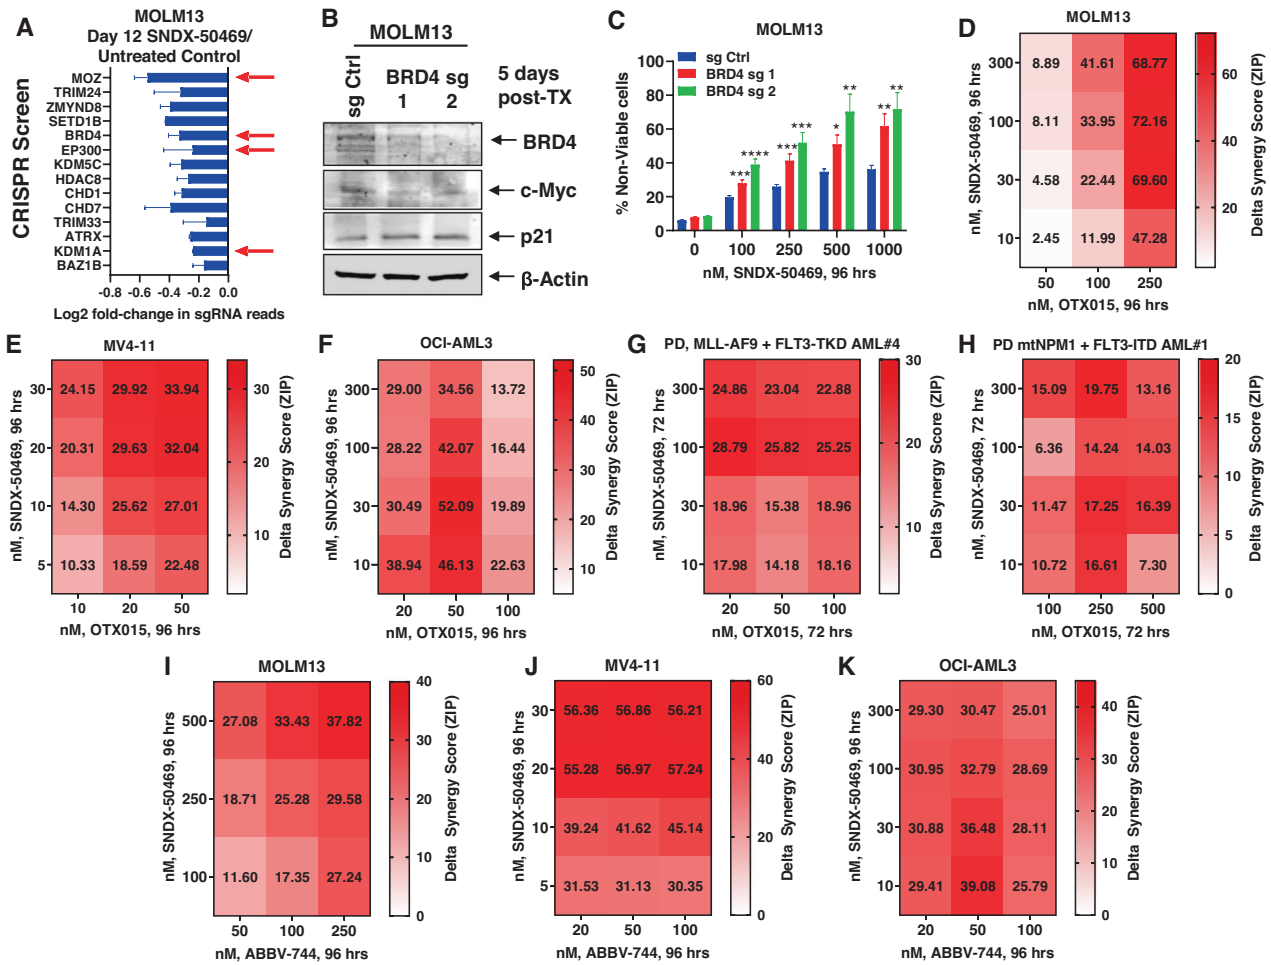 A
MOLM13
Day 12 SNDX-50469/
Untreated Control
CRISPR Screen
MOZ
TRIM24
ZMYND8
SETD1B
BRD4
EP300
KDM5C
HDAC8
CHD1
CHD7
TRIM33
ATRX
KDM1A
BAZ1B
-0.8 -0.6 -0.4 -0.2 0.0
Log2 fold-change in sgRNA reads
B
MOLM13
sg Ctrl
BRD4 sg
1 2
5 days
post-TX
BRD4
c-Myc
p21
β-Actin
C
MOLM13
% Non-Viable cells
100
80
60
40
20
0
sg Ctrl
BRD4 sg 1
BRD4 sg 2
*** **** **** *** * ** ** **
0 100 250 500 1000
nM, SNDX-50469, 96 hrs
D
MOLM13
nM, SNDX-50469, 96 hrs
300 8.89 41.61 68.77
100 8.11 33.95 72.16
30 4.58 22.44 69.60
10 2.45 11.99 47.28
50 100 250
nM, OTX015, 96 hrs
60
40
20
Delta Synergy Score (ZIP)
E
MV4-11
nM, SNDX-50469, 96 hrs
30 24.15 29.92 33.94
20 20.31 29.63 32.04
10 14.30 25.62 27.01
5 10.33 18.59 22.48
10 20 50
nM, OTX015, 96 hrs
30
20
10
Delta Synergy Score (ZIP)
F
OCI-AML3
nM, SNDX-50469, 96 hrs
300 29.00 34.56 13.72
100 28.22 42.07 16.44
30 30.49 52.09 19.89
10 38.94 46.13 22.63
20 50 100
nM, OTX015, 96 hrs
50
40
30
20
10
Delta Synergy Score (ZIP)
G
PD, MLL-AF9 + FLT3-TKD AML#4
nM, SNDX-50469, 72 hrs
300 24.86 23.04 22.88
100 28.79 25.82 25.25
30 18.96 15.38 18.96
10 17.98 14.18 18.16
20 50 100
nM, OTX015, 72 hrs
30
20
10
Delta Synergy Score (ZIP)
H
PD mtNPM1 + FLT3-ITD AML#1
nM, SNDX-50469, 72 hrs
300 15.09 19.75 13.16
100 6.36 14.24 14.03
30 11.47 17.25 16.39
10 10.72 16.61 7.30
100 250 500
nM, OTX015, 72 hrs
20
15
10
5
0
Delta Synergy Score (ZIP)
I
MOLM13
nM, SNDX-50469, 96 hrs
500 27.08 33.43 37.82
250 18.71 25.28 29.58
100 11.60 17.35 27.24
50 100 250
nM, ABBV-744, 96 hrs
40
30
20
10
0
Delta Synergy Score (ZIP)
J
MV4-11
nM, SNDX-50469, 96 hrs
30 56.36 56.86 56.21
20 55.28 56.97 57.24
10 39.24 41.62 45.14
5 31.53 31.13 30.35
20 50 100
nM, ABBV-744, 96 hrs
60
40
20
0
Delta Synergy Score (ZIP)
K
OCI-AML3
nM, SNDX-50469, 96 hrs
300 29.30 30.47 25.01
100 30.95 32.79 28.69
30 30.88 36.48 28.11
10 29.41 39.08 25.79
20 50 100
nM, ABBV-744, 96 hrs
40
30
20
10
0
Delta Synergy Score (ZIP)